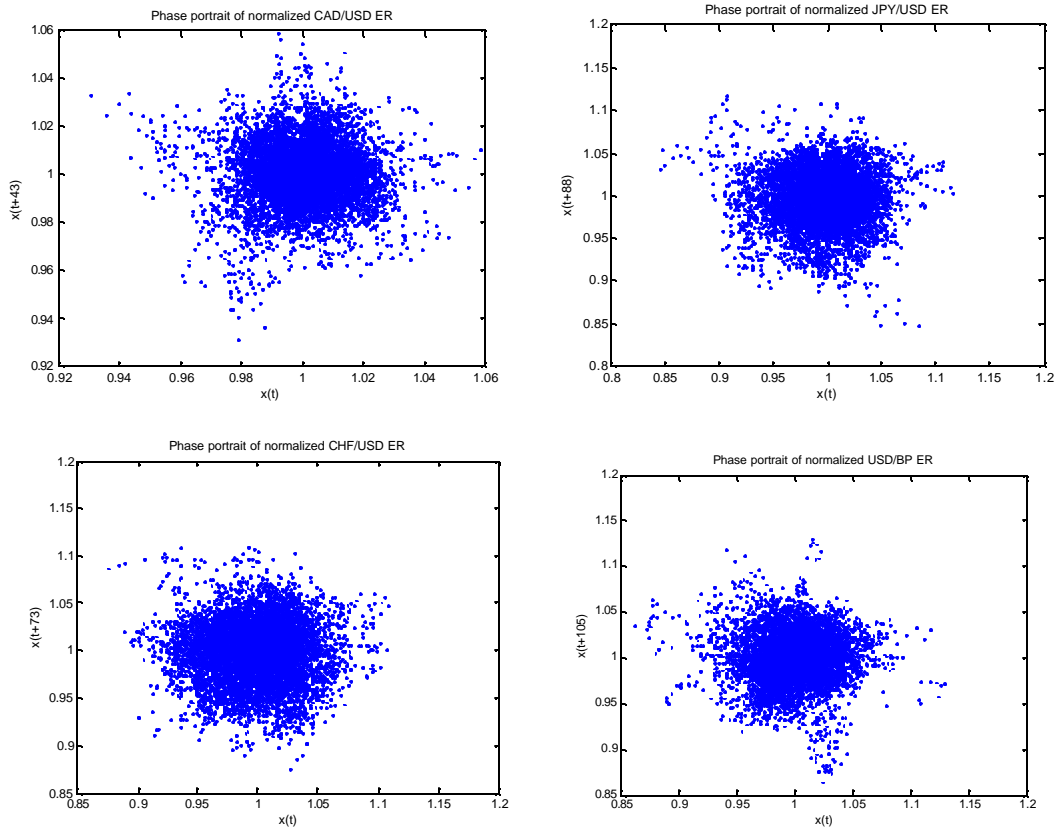 Phase portrait of normalized CAD/USD ER
1.06
1.04
1.02
1
0.98
0.96
0.94
0.92
x(t+43)
0.92 0.94 0.96 0.98 1 1.02 1.04 1.06
x(t)
Phase portrait of normalized JPY/USD ER
1.2
1.15
1.1
1.05
1
0.95
0.9
0.85
0.8
x(t+88)
0.8 0.85 0.9 0.95 1 1.05 1.1 1.15 1.2
x(t)
Phase portrait of normalized CHF/USD ER
1.2
1.15
1.1
1.05
1
0.95
0.9
0.85
x(t+73)
0.85 0.9 0.95 1 1.05 1.1 1.15 1.2
x(t)
Phase portrait of normalized USD/BP ER
1.2
1.15
1.1
1.05
1
0.95
0.9
0.85
x(t+105)
0.85 0.9 0.95 1 1.05 1.1 1.15 1.2
x(t)